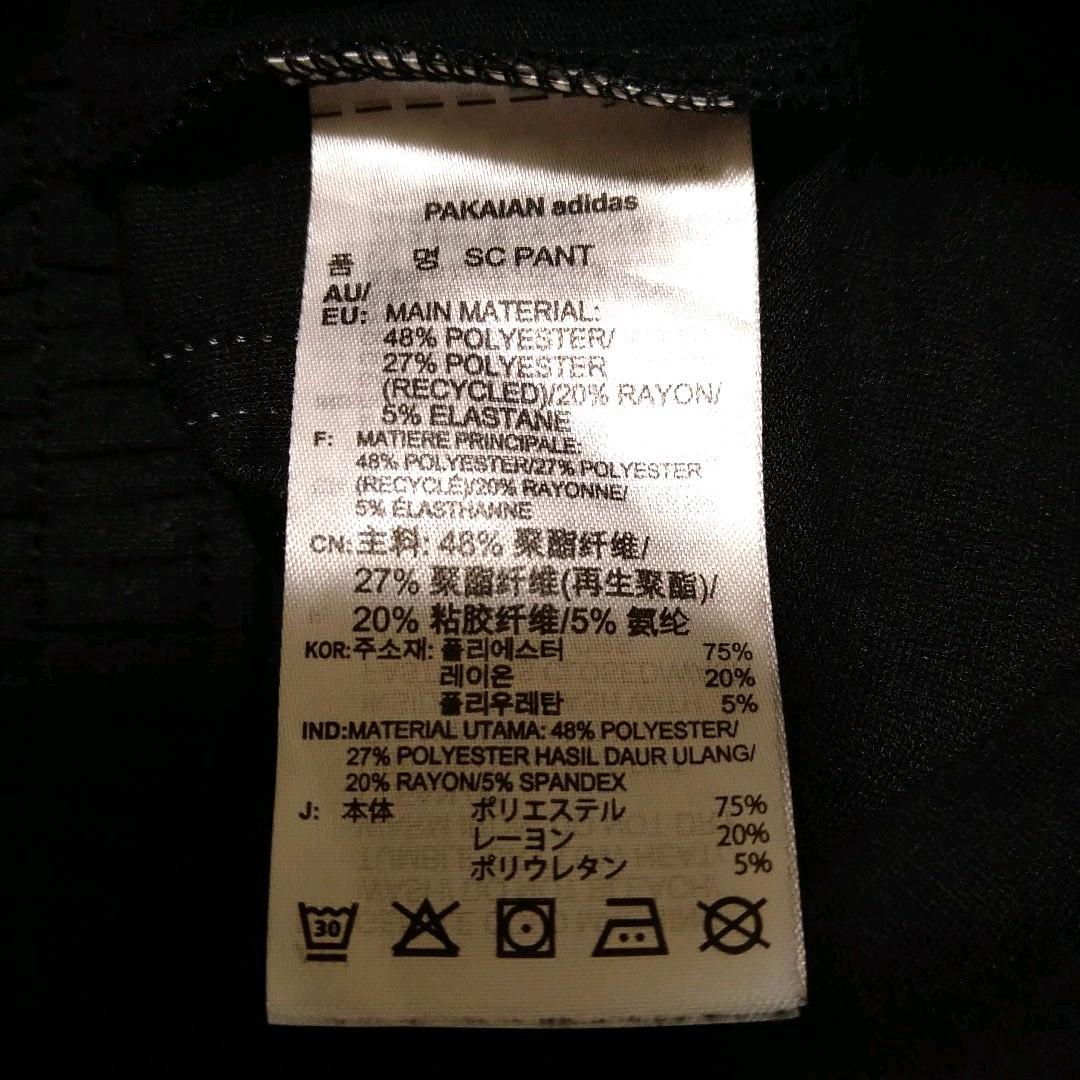 PAKAIAN adidas
품 명 SC PANT
AU/
EU: MAIN MATERIAL:
48% POLYESTER/
27% POLYESTER
(RECYCLED)/20% RAYON/
5% ELASTANE
F: MATIERE PRINCIPALE:
48% POLYESTER/27% POLYESTER
(RECYCLÉ)/20% RAYONNE/
5% ÉLASTHANNE
CN: 主料: 48% 聚酯纤维/
27% 聚酯纤维(再生聚酯)/
20% 粘胶纤维/5% 氨纶
KOR: 주소재: 폴리에스터 75%
레이온 20%
폴리우레탄 5%
IND: MATERIAL UTAMA: 48% POLYESTER/
27% POLYESTER HASIL DAUR ULANG/
20% RAYON/5% SPANDEX
J: 本体 ポリエステル 75%
レーヨン 20%
ポリウレタン 5%
30